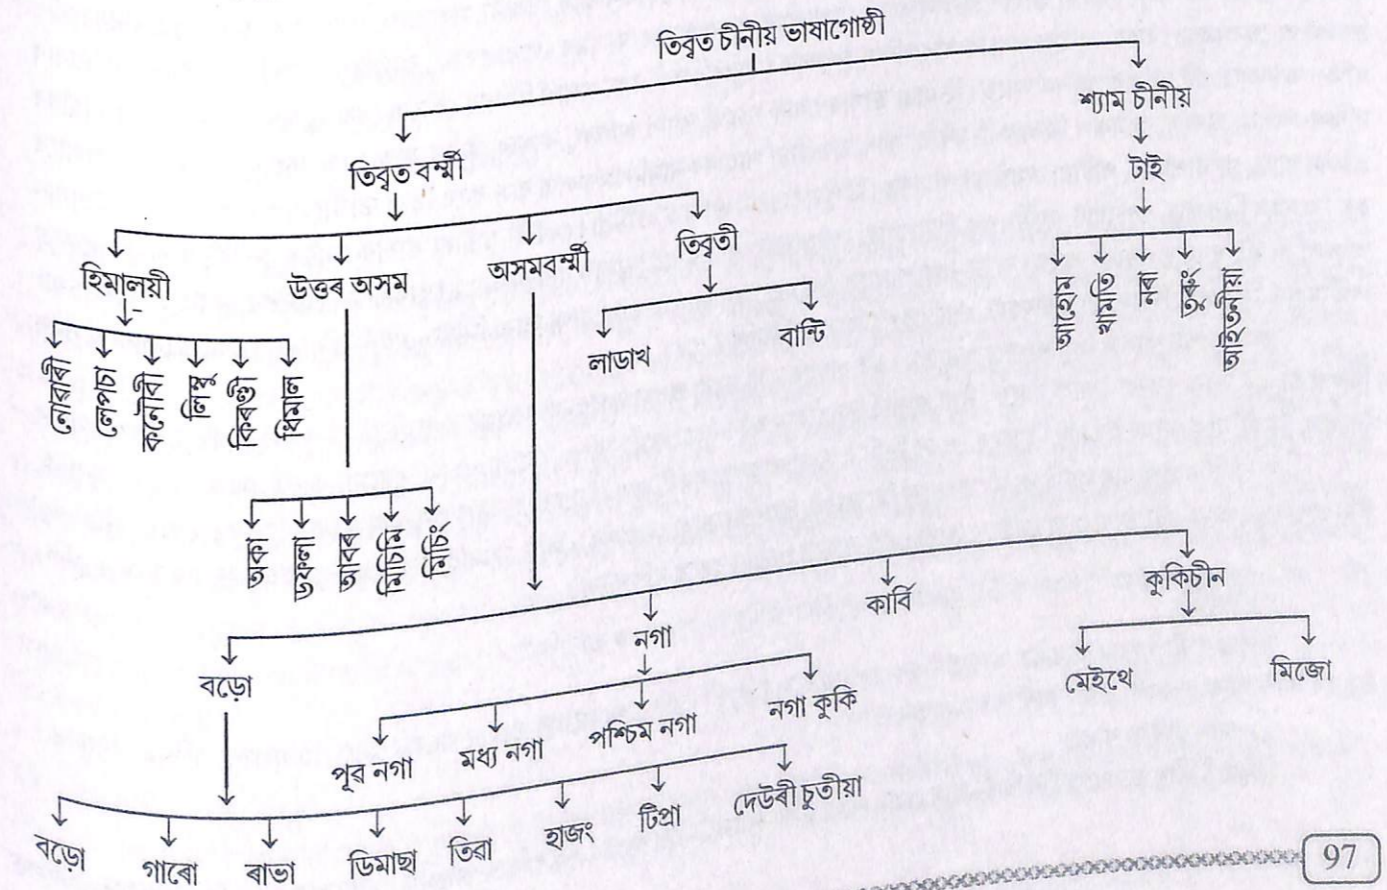 তিব্বত চীনীয় ভাষাগোষ্ঠী
শ্যাম চীনীয়
তিব্বত বৰ্ম্মী
টাই
হিমালয়ী
উত্তৰ অসম
অসমবৰ্ম্মী
তিব্বতী
লাডাখ
বাল্টি
আহোম
খামতি
নৰা
টুৰুং
আইতনীয়া
নোৱাৰী
লেপচা
কনৌৰী
লিম্বু
কিৰান্তী
ধিমাল
অকা
ডফলা
আবৰ
মিচিমি
মিচিং
বড়ো
নগা
কাৰ্বি
কুকিচীন
মেইথে
মিজো
পূৱ নগা
মধ্য নগা
পশ্চিম নগা
নগা কুকি
বড়ো
গাৰো
ৰাভা
ডিমাছা
তিৱা
হাজং
টিপ্ৰা
দেউৰী চুতীয়া
97